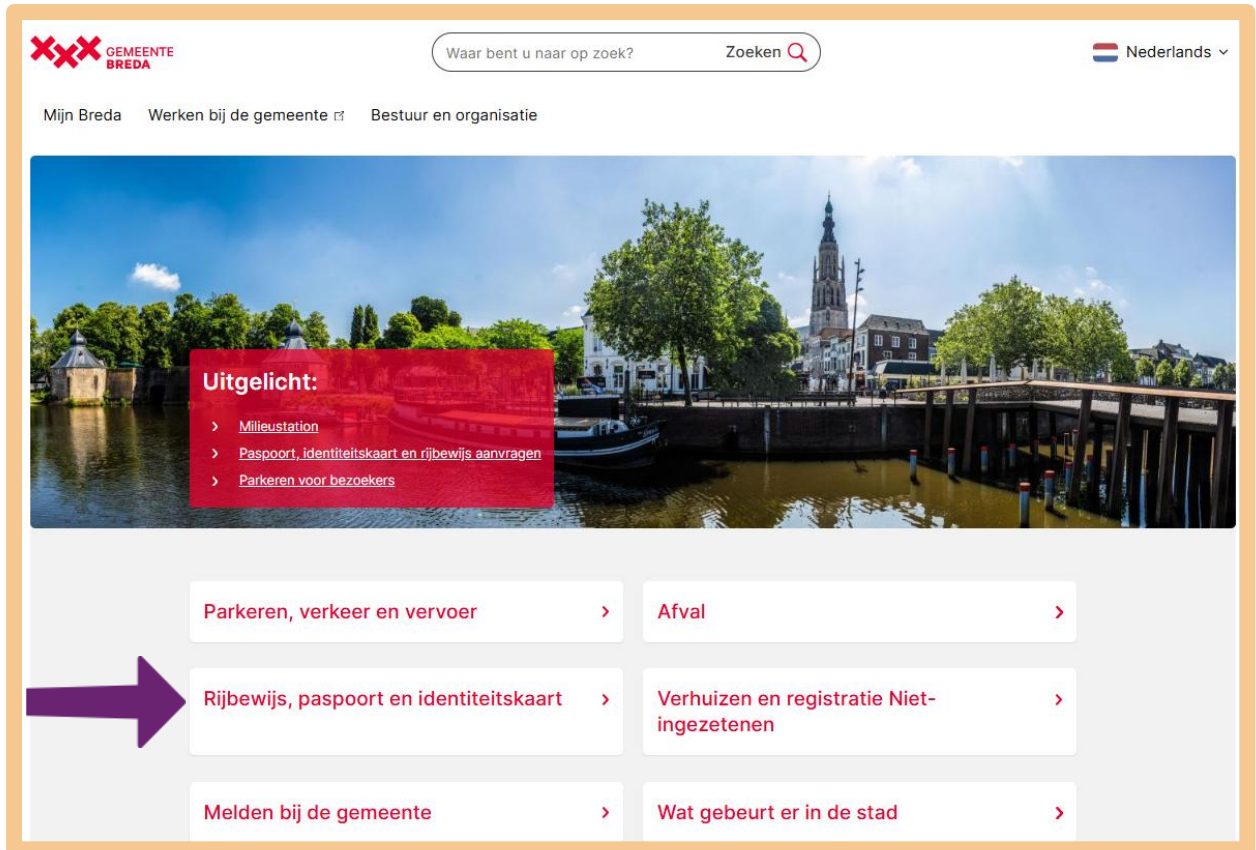 GEMEENTE
BREDA
Waar bent u naar op zoek? Zoeken
Nederlands
Mijn Breda Werken bij de gemeente Bestuur en organisatie
Uitgelicht:
Milieustation
Paspoort, identiteitskaart en rijbewijs aanvragen
Parkeren voor bezoekers
Parkeren, verkeer en vervoer
Afval
Rijbewijs, paspoort en identiteitskaart
Verhuizen en registratie Niet-
ingezetenen
Melden bij de gemeente
Wat gebeurt er in de stad